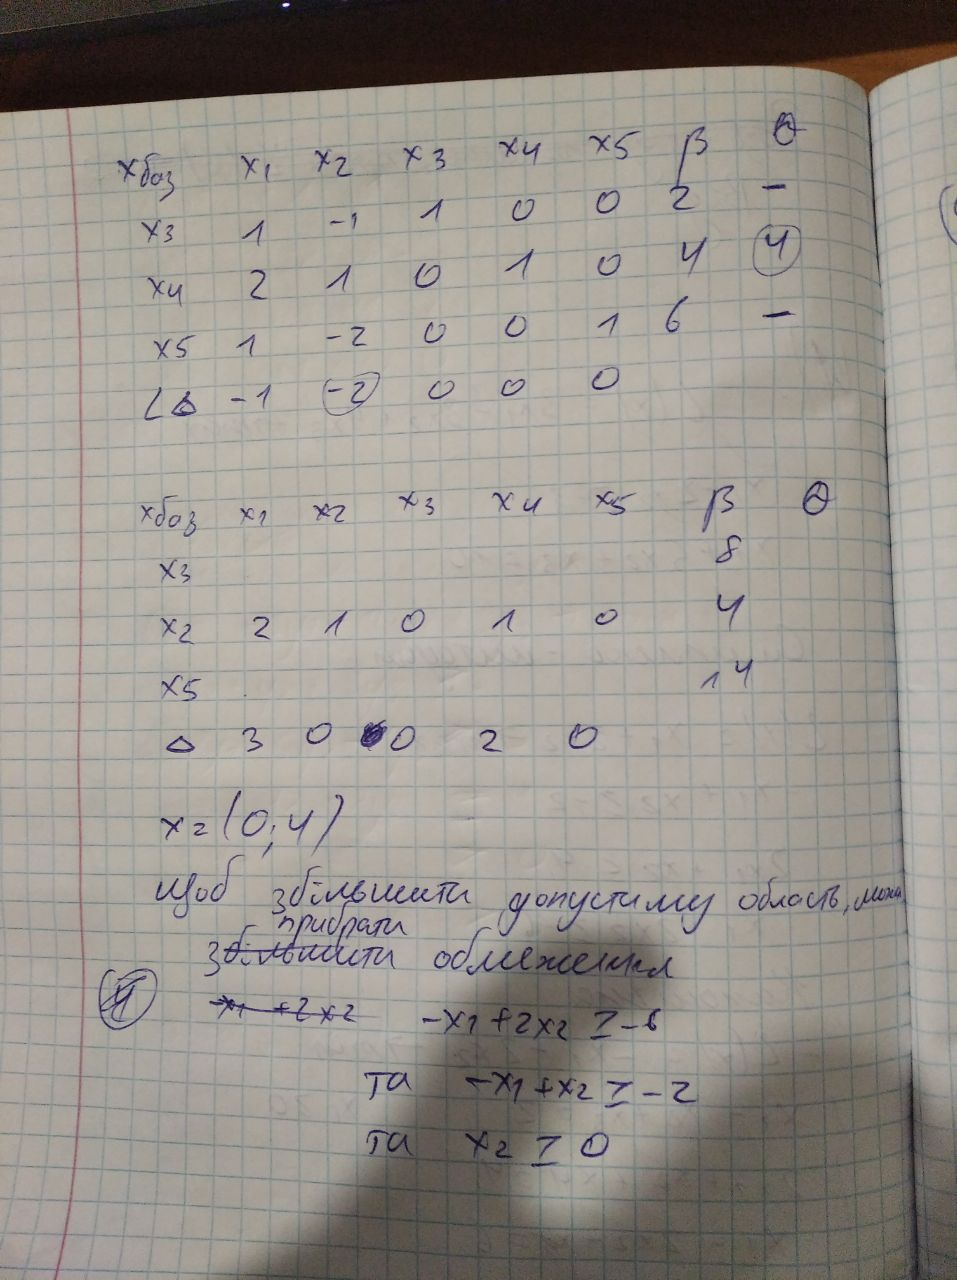 xбаз x1 x2 x3 x4 x5 β θ
x3 1 -1 1 0 0 2 -
x4 2 1 0 1 0 4 4
x5 1 -2 0 0 1 6 -
Δ -1 -2 0 0 0
xбаз x1 x2 x3 x4 x5 β θ
x3 8
x2 2 1 0 1 0 4
x5 14
Δ 3 0 0 2 0
x = (0; 4)
Щоб збільшити допустиму область,
прибрати
збільшити обмеження
-x1 + 2x2 -x1 + 2x2 ≥ -6
та -x1 + x2 ≥ -2
та x2 ≥ 0